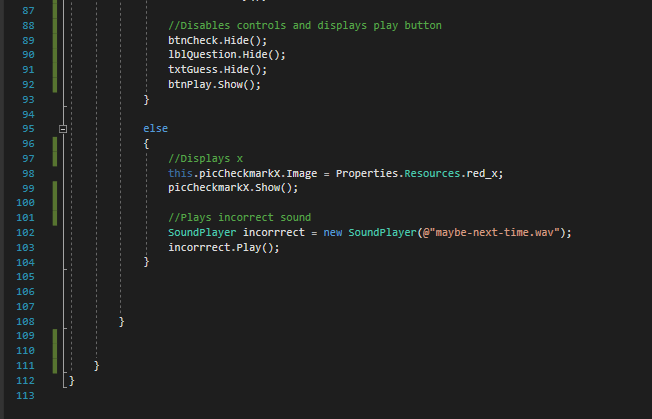 87
88 //Disables controls and displays play button
89 btnCheck.Hide();
90 lblQuestion.Hide();
91 txtGuess.Hide();
92 btnPlay.Show();
93 }
94
95 else
96 {
97 //Displays x
98 this.picCheckmarkX.Image = Properties.Resources.red_x;
99 picCheckmarkX.Show();
100
101 //Plays incorrect sound
102 SoundPlayer incorrrect = new SoundPlayer(@"maybe-next-time.wav");
103 incorrrect.Play();
104 }
105
106
107
108 }
109
110
111 }
112 }
113